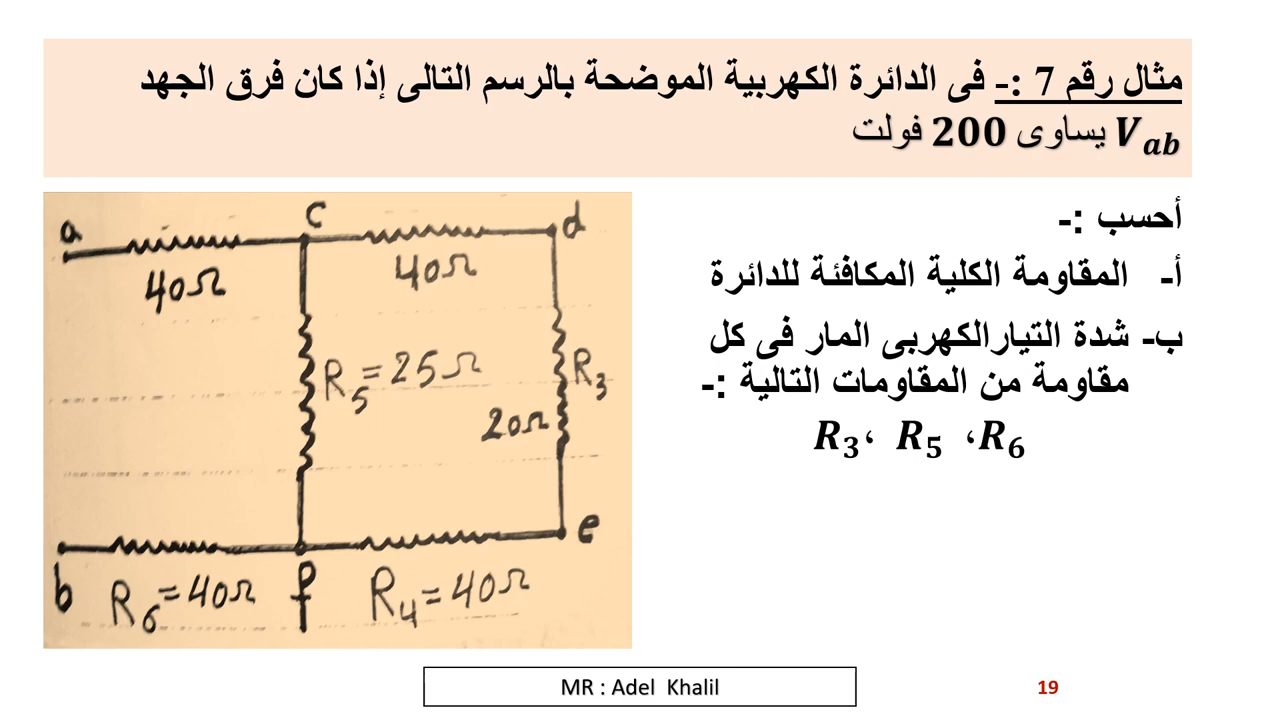 مثال رقم 7 :- فى الدائرة الكهربية الموضحة بالرسم التالى إذا كان فرق الجهد
V_ab يساوى 200 فولت
أحسب :-
أ- المقاومة الكلية المكافئة للدائرة
ب- شدة التيارالكهربى المار فى كل
مقاومة من المقاومات التالية :-
R₃، R₅ ،R₆
a
c
d
40Ω
40Ω
R₅=25Ω
R₃
20Ω
e
b
R₆=40Ω
f
R₄=40Ω
MR : Adel Khalil
19